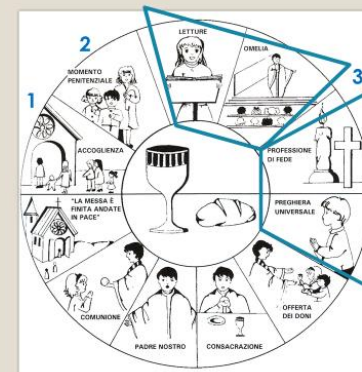 2
LETTURE
OMELIA
MOMENTO
PENITENZIALE
3
1
ACCOGLIENZA
PROFESSIONE
DI FEDE
"LA MESSA È
FINITA ANDATE
IN PACE"
PREGHIERA
UNIVERSALE
COMUNIONE
OFFERTA
DEI DONI
PADRE NOSTRO
CONSACRAZIONE